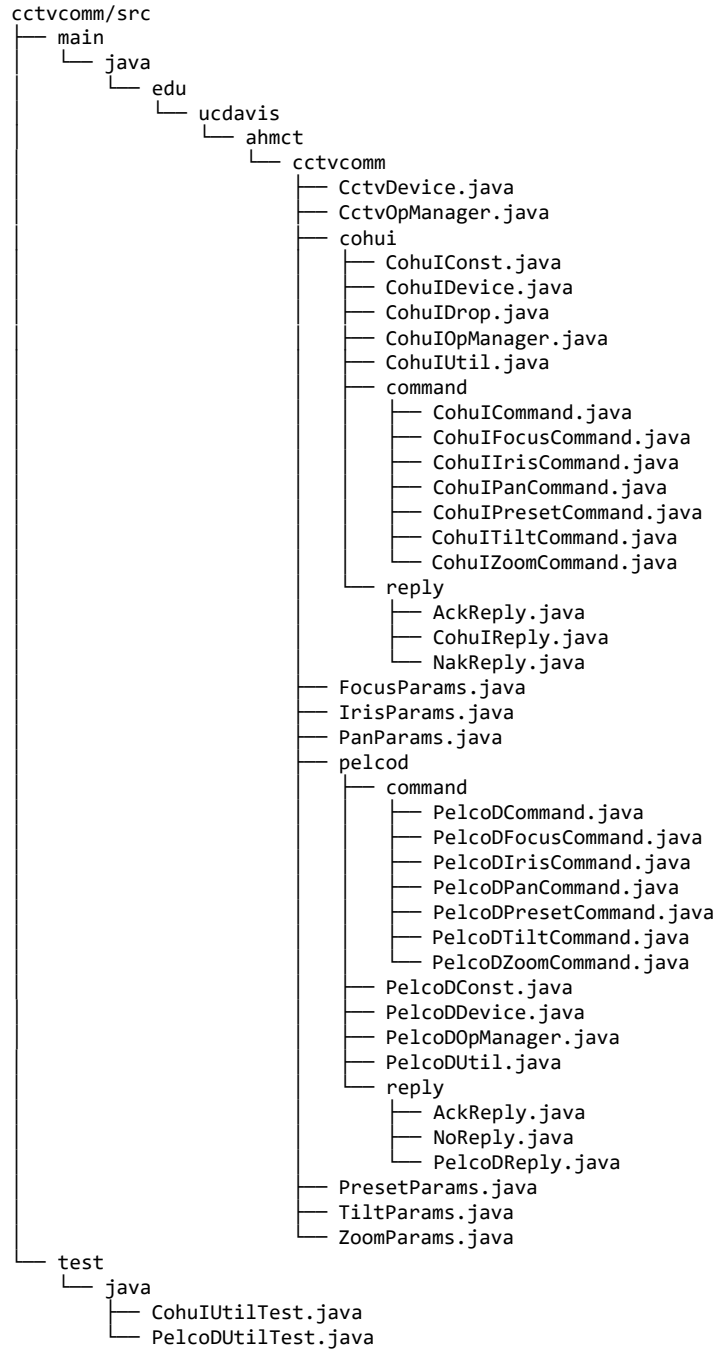 cctvcomm/src
├── main
│   └── java
│       └── edu
│           └── ucdavis
│               └── ahmct
│                   └── cctvcomm
│                       ├── CctvDevice.java
│                       ├── CctvOpManager.java
│                       ├── cohui
│                       │   ├── CohuIConst.java
│                       │   ├── CohuIDevice.java
│                       │   ├── CohuIDrop.java
│                       │   ├── CohuIOpManager.java
│                       │   ├── CohuIUtil.java
│                       │   ├── command
│                       │   │   ├── CohuICommand.java
│                       │   │   ├── CohuIFocusCommand.java
│                       │   │   ├── CohuIIrisCommand.java
│                       │   │   ├── CohuIPanCommand.java
│                       │   │   ├── CohuIPresetCommand.java
│                       │   │   ├── CohuITiltCommand.java
│                       │   │   └── CohuIZoomCommand.java
│                       │   └── reply
│                       │       ├── AckReply.java
│                       │       ├── CohuIReply.java
│                       │       └── NakReply.java
│                       ├── FocusParams.java
│                       ├── IrisParams.java
│                       ├── PanParams.java
│                       ├── pelcod
│                       │   ├── command
│                       │   │   ├── PelcoDCommand.java
│                       │   │   ├── PelcoDFocusCommand.java
│                       │   │   ├── PelcoDIrisCommand.java
│                       │   │   ├── PelcoDPanCommand.java
│                       │   │   ├── PelcoDPresetCommand.java
│                       │   │   ├── PelcoDTiltCommand.java
│                       │   │   └── PelcoDZoomCommand.java
│                       │   ├── PelcoDConst.java
│                       │   ├── PelcoDDevice.java
│                       │   ├── PelcoDOpManager.java
│                       │   ├── PelcoDUtil.java
│                       │   └── reply
│                       │       ├── AckReply.java
│                       │       ├── NoReply.java
│                       │       └── PelcoDReply.java
│                       ├── PresetParams.java
│                       ├── TiltParams.java
│                       └── ZoomParams.java
└── test
    └── java
        ├── CohuIUtilTest.java
        └── PelcoDUtilTest.java